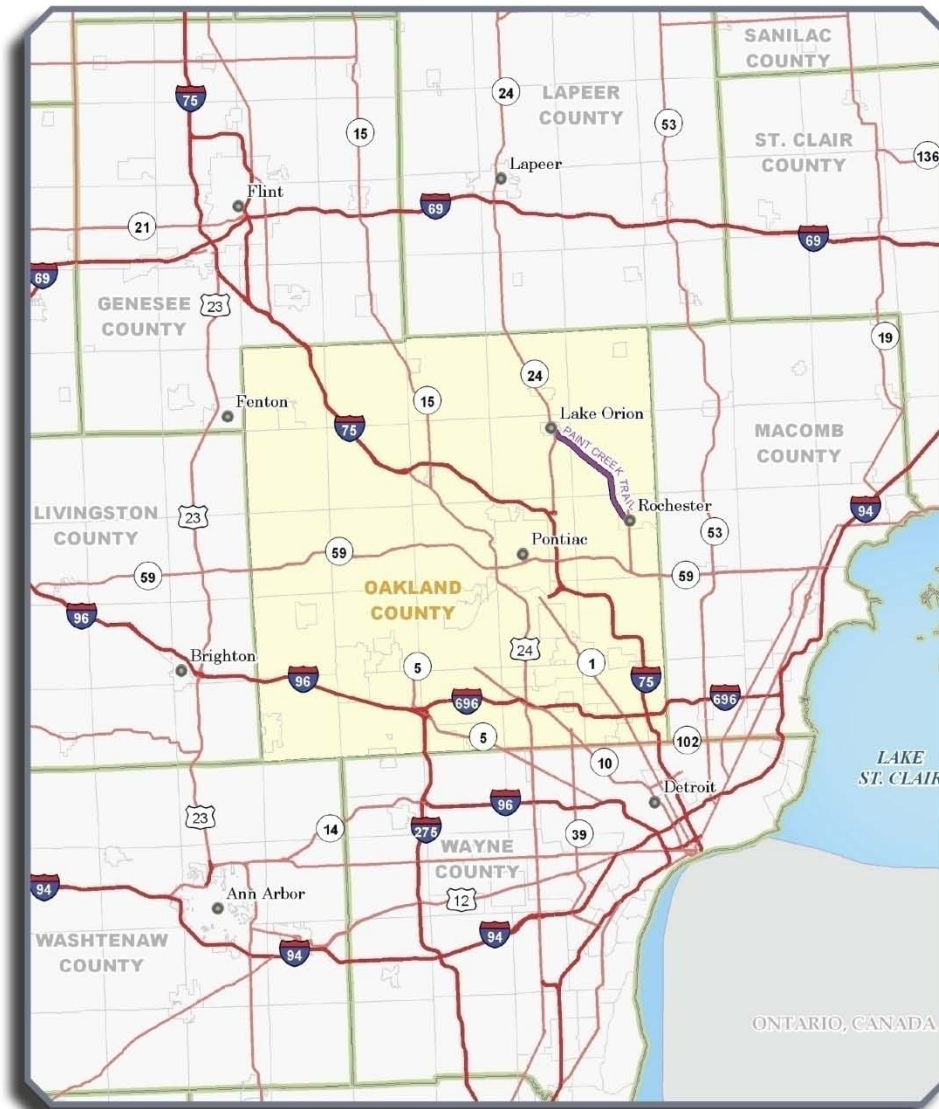 SANILAC
COUNTY
75
24
LAPEER
COUNTY
15
53
ST. CLAIR
COUNTY
136
Lapeer
Flint
69
21
69
69
GENESEE
COUNTY
23
19
24
15
Fenton
75
Lake Orion
PAINT CREEK TRAIL
MACOMB
COUNTY
LIVINGSTON
COUNTY
23
94
Rochester
53
Pontiac
59
59
59
OAKLAND
COUNTY
96
24
Brighton
5
1
96
75
696
696
5
102
10
LAKE
ST. CLAIR
Detroit
96
23
14
275
39
WAYNE
COUNTY
94
12
Ann Arbor
94
WASHTENAW
COUNTY
94
ONTARIO, CANADA